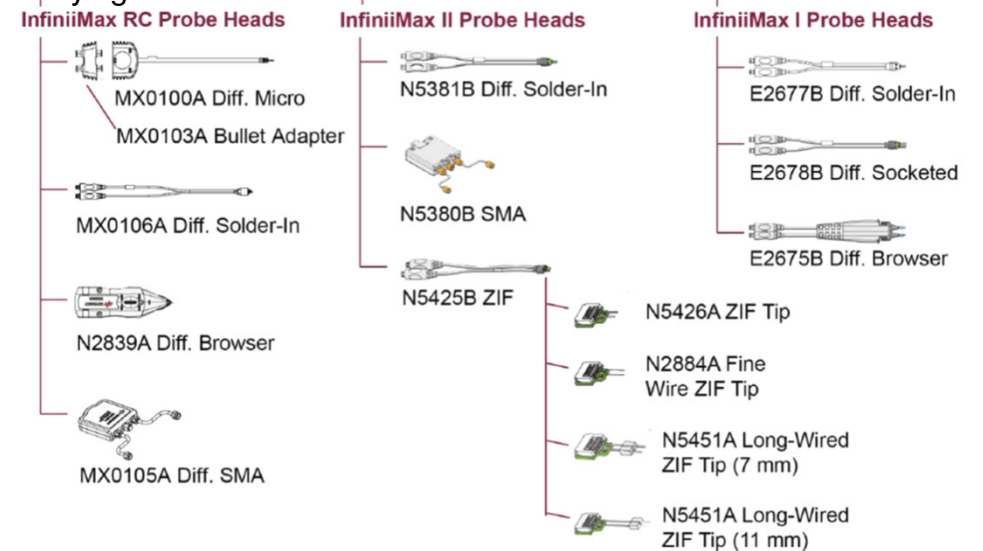 InfiniiMax RC Probe Heads
MX0100A Diff. Micro
MX0103A Bullet Adapter
MX0106A Diff. Solder-In
N2839A Diff. Browser
MX0105A Diff. SMA
InfiniiMax II Probe Heads
N5381B Diff. Solder-In
N5380B SMA
N5425B ZIF
N5426A ZIF Tip
N2884A Fine
Wire ZIF Tip
N5451A Long-Wired
ZIF Tip (7 mm)
N5451A Long-Wired
ZIF Tip (11 mm)
InfiniiMax I Probe Heads
E2677B Diff. Solder-In
E2678B Diff. Socketed
E2675B Diff. Browser